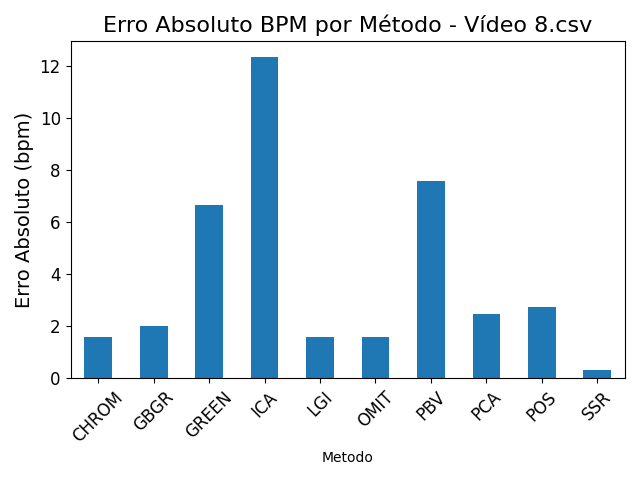 Erro Absoluto BPM por Método - Vídeo 8.csv
Erro Absoluto (bpm)
12
10
8
6
4
2
0
CHROM
GBGR
GREEN
ICA
LGI
OMIT
PBV
PCA
POS
SSR
Metodo